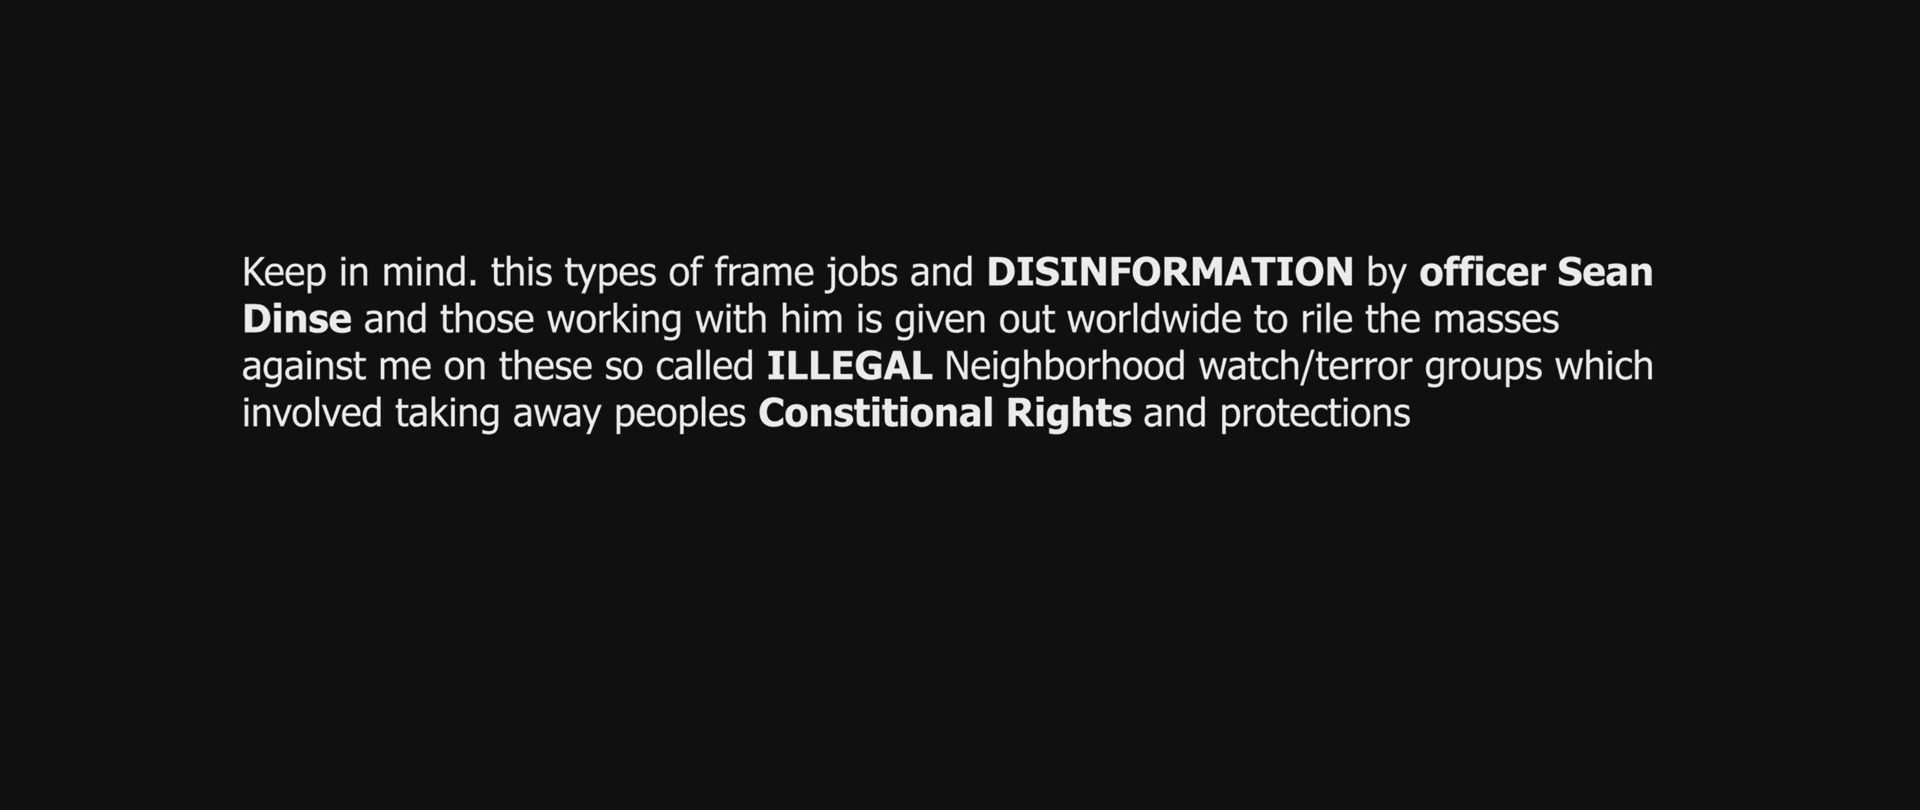 Keep in mind. this types of frame jobs and DISINFORMATION by officer Sean
Dinse and those working with him is given out worldwide to rile the masses
against me on these so called ILLEGAL Neighborhood watch/terror groups which
involved taking away peoples Constitional Rights and protections